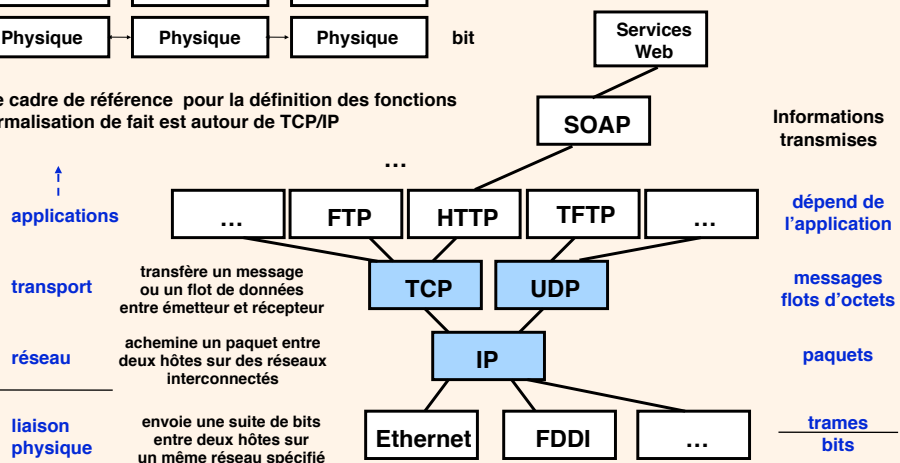 Physique Physique Physique bit
Services
Web
e cadre de référence pour la définition des fonctions
rmalisation de fait est autour de TCP/IP
SOAP
Informations
transmises
...
applications
... FTP HTTP TFTP ...
dépend de
l'application
transport
transfère un message
ou un flot de données
entre émetteur et récepteur
TCP UDP
messages
flots d'octets
réseau
achemine un paquet entre
deux hôtes sur des réseaux
interconnectés
IP
paquets
liaison
physique
envoie une suite de bits
entre deux hôtes sur
un même réseau spécifié
Ethernet FDDI ...
trames
bits